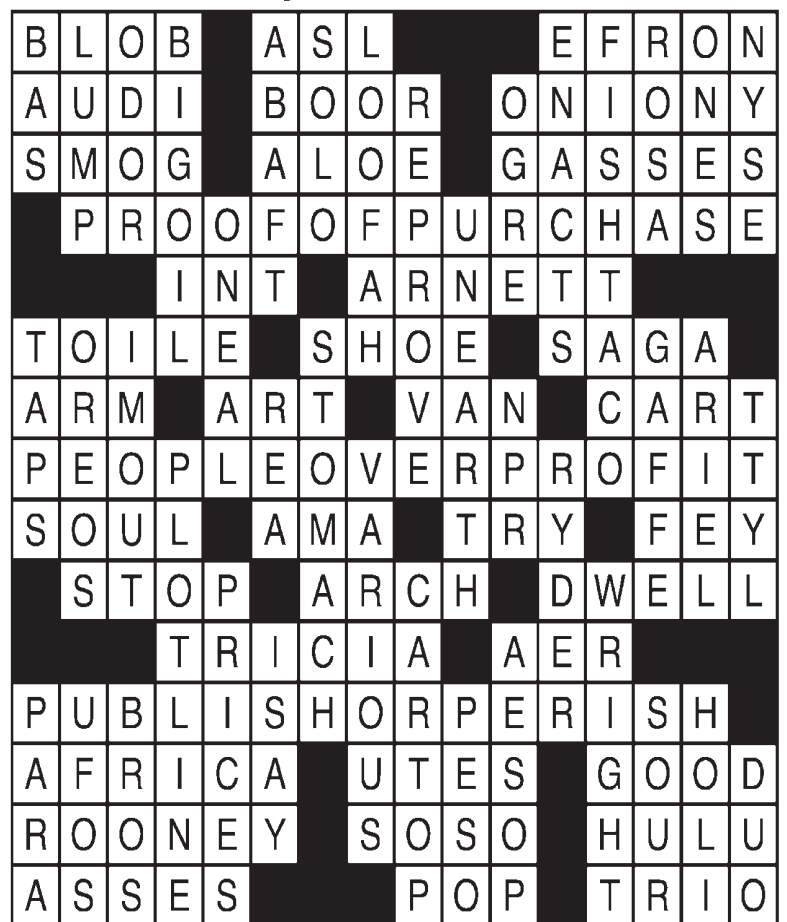 BLOB ASL EFRON
AUDI BOOR ONIONY
SMOG ALOE GASSES
PROOFOFPURCHASE
INT ARNETT
TOILE SHOE SAGA
ARM ART VAN CART
PEOPLEOVERPROFIT
SOUL AMA TRY FEY
STOP ARCH DWELL
TRICIA AER
PUBLISHORPERISH
AFRICA UTES GOOD
ROONEY SOSO HULU
ASSES POP TRIO